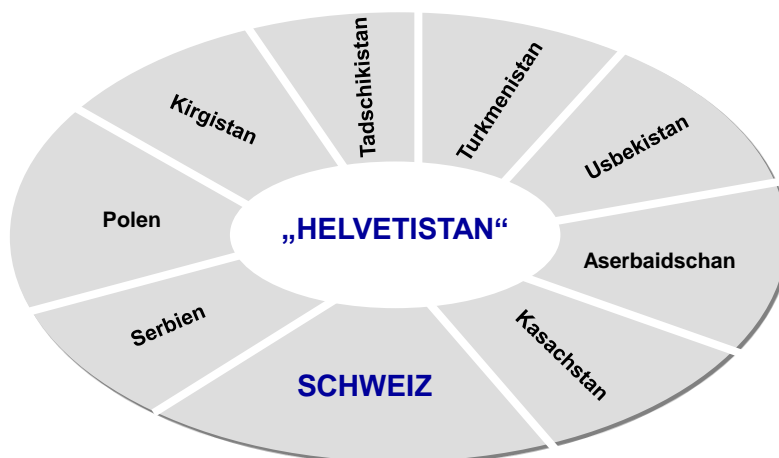 Tadschikistan
Turkmenistan
Kirgistan
Usbekistan
Polen
„HELVETISTAN“
Aserbaidschan
Serbien
Kasachstan
SCHWEIZ